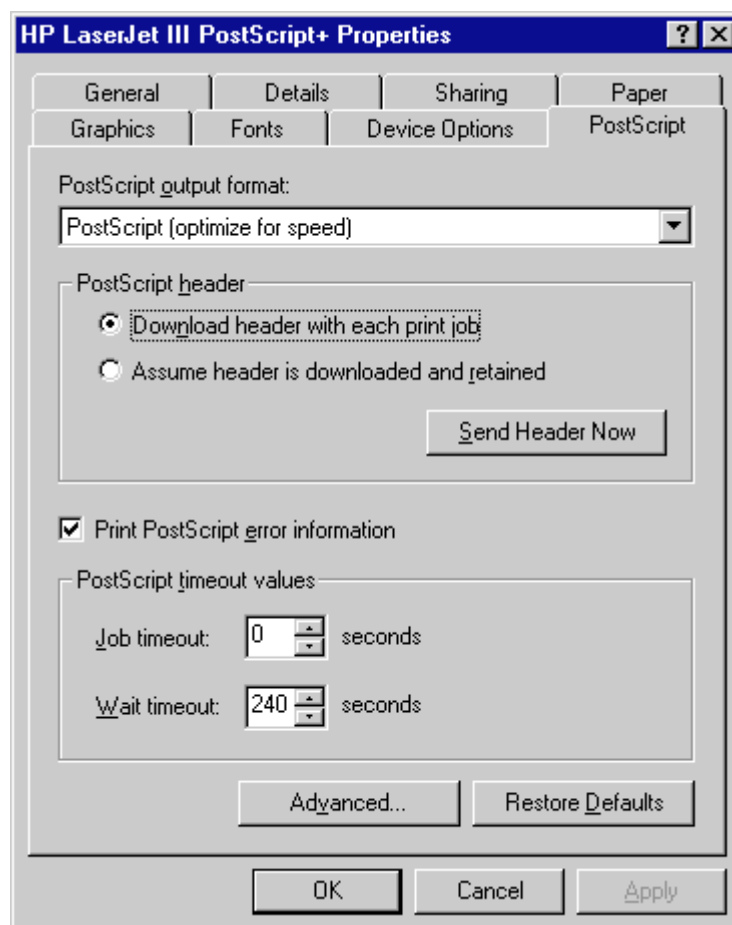 HP LaserJet III PostScript+ Properties
General Details Sharing Paper
Graphics Fonts Device Options PostScript
PostScript output format:
PostScript (optimize for speed)
PostScript header
Download header with each print job
Assume header is downloaded and retained
Send Header Now
Print PostScript error information
PostScript timeout values
Job timeout: 0 seconds
Wait timeout: 240 seconds
Advanced... Restore Defaults
OK Cancel Apply